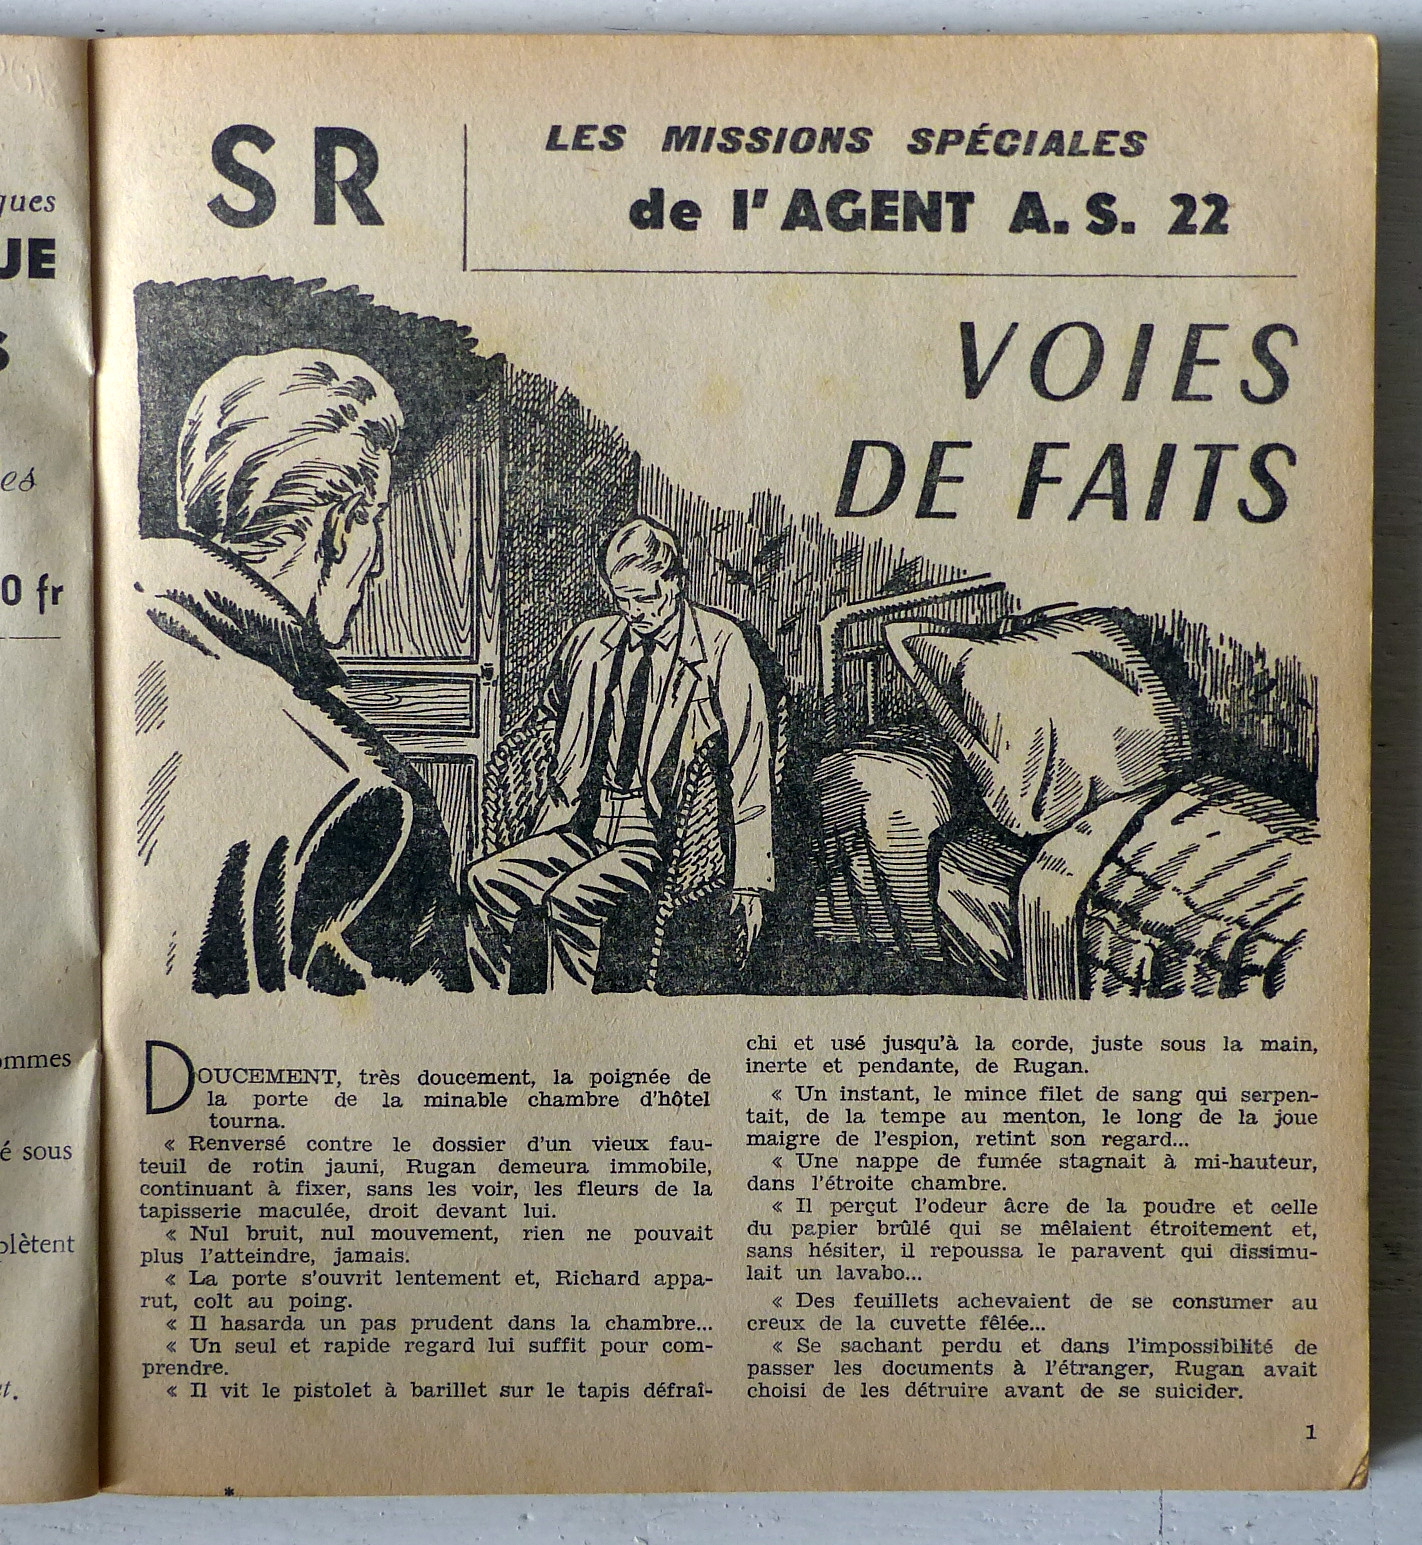 ques
UE
S
es
0 fr
ommes
é sous
plètent
t.
SR
LES MISSIONS SPÉCIALES
de l'AGENT A. S. 22
VOIES
DE FAITS
DOUCEMENT, très doucement, la poignée de
la porte de la minable chambre d'hôtel
tourna.
« Renversé contre le dossier d'un vieux fau-
teuil de rotin jauni, Rugan demeura immobile,
continuant à fixer, sans les voir, les fleurs de la
tapisserie maculée, droit devant lui.
« Nul bruit, nul mouvement, rien ne pouvait
plus l'atteindre, jamais.
« La porte s'ouvrit lentement et, Richard appa-
rut, colt au poing.
« Il hasarda un pas prudent dans la chambre...
« Un seul et rapide regard lui suffit pour com-
prendre.
« Il vit le pistolet à barillet sur le tapis défraî-
chi et usé jusqu'à la corde, juste sous la main,
inerte et pendante, de Rugan.
« Un instant, le mince filet de sang qui serpen-
tait, de la tempe au menton, le long de la joue
maigre de l'espion, retint son regard...
« Une nappe de fumée stagnait à mi-hauteur,
dans l'étroite chambre.
« Il perçut l'odeur âcre de la poudre et celle
du papier brûlé qui se mêlaient étroitement et,
sans hésiter, il repoussa le paravent qui dissimu-
lait un lavabo...
« Des feuillets achevaient de se consumer au
creux de la cuvette fêlée...
« Se sachant perdu et dans l'impossibilité de
passer les documents à l'étranger, Rugan avait
choisi de les détruire avant de se suicider.
1
*